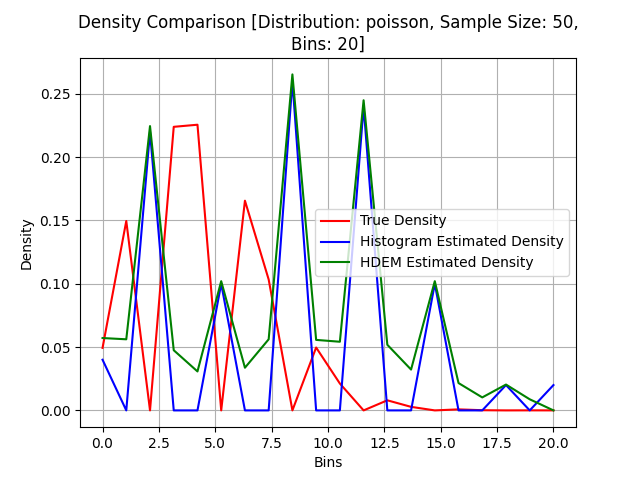 Density Comparison [Distribution: poisson, Sample Size: 50,
Bins: 20]
Density
0.25
0.20
0.15
0.10
0.05
0.00
True Density
Histogram Estimated Density
HDEM Estimated Density
0.0 2.5 5.0 7.5 10.0 12.5 15.0 17.5 20.0
Bins